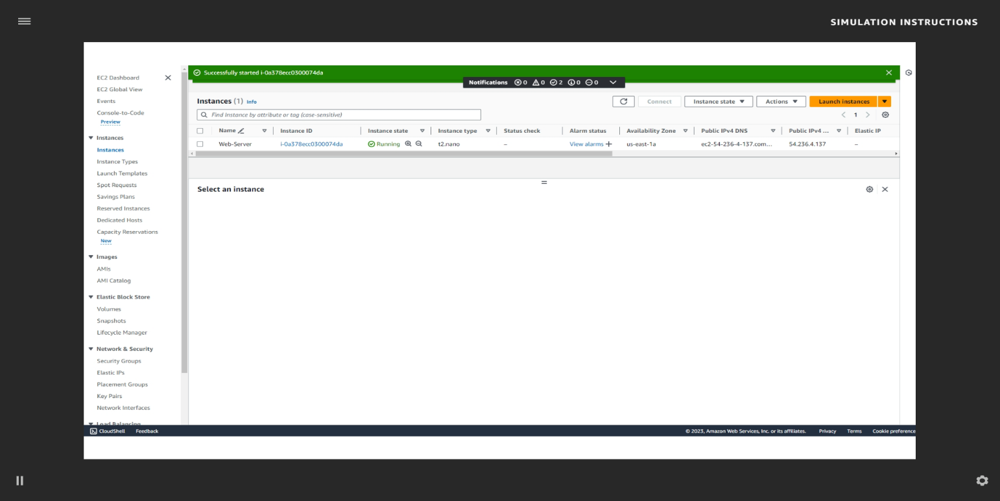 SIMULATION INSTRUCTIONS
EC2 Dashboard
EC2 Global View
Events
Console-to-Code
Preview
Instances
Instances
Instance Types
Launch Templates
Spot Requests
Savings Plans
Reserved Instances
Dedicated Hosts
Capacity Reservations
New
Images
AMIs
AMI Catalog
Elastic Block Store
Volumes
Snapshots
Lifecycle Manager
Network & Security
Security Groups
Elastic IPs
Placement Groups
Key Pairs
Network Interfaces
Load Balancing
Successfully started i-0a378ecc0300074da
Notifications 0 0 2 0 0
Instances (1) Info
Connect Instance state Actions Launch instances
Find Instance by attribute or tag (case-sensitive)
1
Name Instance ID Instance state Instance type Status check Alarm status Availability Zone Public IPv4 DNS Public IPv4 ... Elastic IP
Web-Server i-0a378ecc0300074da Running t2.nano – View alarms + us-east-1a ec2-54-236-4-137.com... 54.236.4.137 –
Select an instance
CloudShell Feedback © 2023, Amazon Web Services, Inc. or its affiliates. Privacy Terms Cookie preference